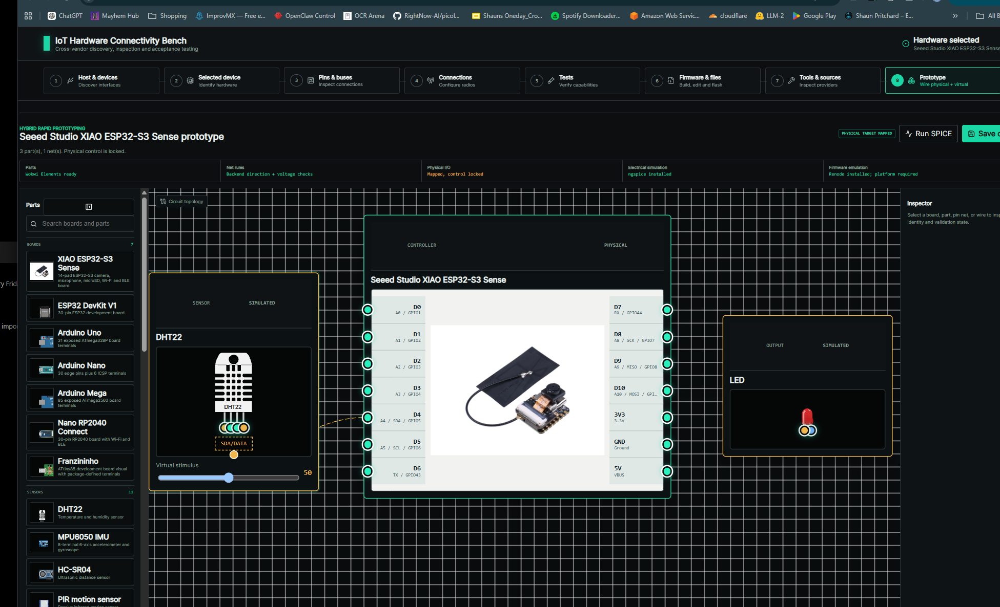 ChatGPT
Mayhem Hub
Shopping
ImprovMX — Free e...
OpenClaw Control
OCR Arena
RightNow-AI/picol...
Shauns Oneday_Cro...
Spotify Downloader...
Amazon Web Servic...
cloudflare
LLM-2
Google Play
Shaun Pritchard – E...
»
All B
IoT Hardware Connectivity Bench
Cross-vendor discovery, inspection and acceptance testing
Hardware selected
Seeed Studio XIAO ESP32-S3 Sense
1
Host & devices
Discover interfaces
2
Selected device
Identify hardware
3
Pins & buses
Inspect connections
4
Connections
Configure radios
5
Tests
Verify capabilities
6
Firmware & files
Build, edit and flash
7
Tools & sources
Inspect providers
8
Prototype
Wire physical + virtual
HYBRID RAPID PROTOTYPING
Seeed Studio XIAO ESP32-S3 Sense prototype
3 part(s), 1 net(s). Physical control is locked.
PHYSICAL TARGET MAPPED
Run SPICE
Save
Parts
Wokwi Elements ready
Net rules
Backend direction + voltage checks
Physical I/O
Mapped, control locked
Electrical simulation
ngspice installed
Firmware emulation
Renode installed; platform required
ry Frid
impor
Parts
Search boards and parts
BOARDS 7
XIAO ESP32-S3
Sense
14-pad ESP32-S3 camera,
microphone, microSD, Wi-Fi and BLE
board
ESP32 DevKit V1
30-pin ESP32 development board
Arduino Uno
31 exposed ATmega328P board
terminals
Arduino Nano
30 edge pins plus 6 ICSP terminals
Arduino Mega
85 exposed ATmega2560 board
terminals
Nano RP2040
Connect
30-pin RP2040 board with Wi-Fi and
BLE
Franzininho
ATtiny85 development board visual
with package-defined terminals
SENSORS 11
DHT22
Temperature and humidity sensor
MPU6050 IMU
8-terminal 6-axis accelerometer and
gyroscope
HC-SR04
Ultrasonic distance sensor
PIR motion sensor
Circuit topology
SENSOR
SIMULATED
DHT22
DHT22
SDA/DATA
Virtual stimulus
50
CONTROLLER
PHYSICAL
Seeed Studio XIAO ESP32-S3 Sense
D0
A0 / GPIO1
D1
A1 / GPIO2
D2
A2 / GPIO3
D3
A3 / GPIO4
D4
A4 / SDA / GPIO5
D5
A5 / SCL / GPIO6
D6
TX / GPIO43
D7
RX / GPIO44
D8
A8 / SCK / GPIO7
D9
A9 / MISO / GPIO8
D10
A10 / MOSI / GPI…
3V3
3.3V
GND
Ground
5V
VBUS
OUTPUT
SIMULATED
LED
Inspector
Select a board, part, pin net, or wire to insp
identity and validation state.